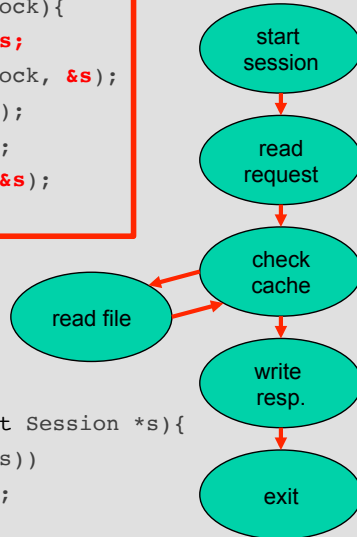 ock){
s;
ock, &s);
);
;
&s);
t Session *s){
s))
;
start
session
read
request
check
cache
read file
write
resp.
exit